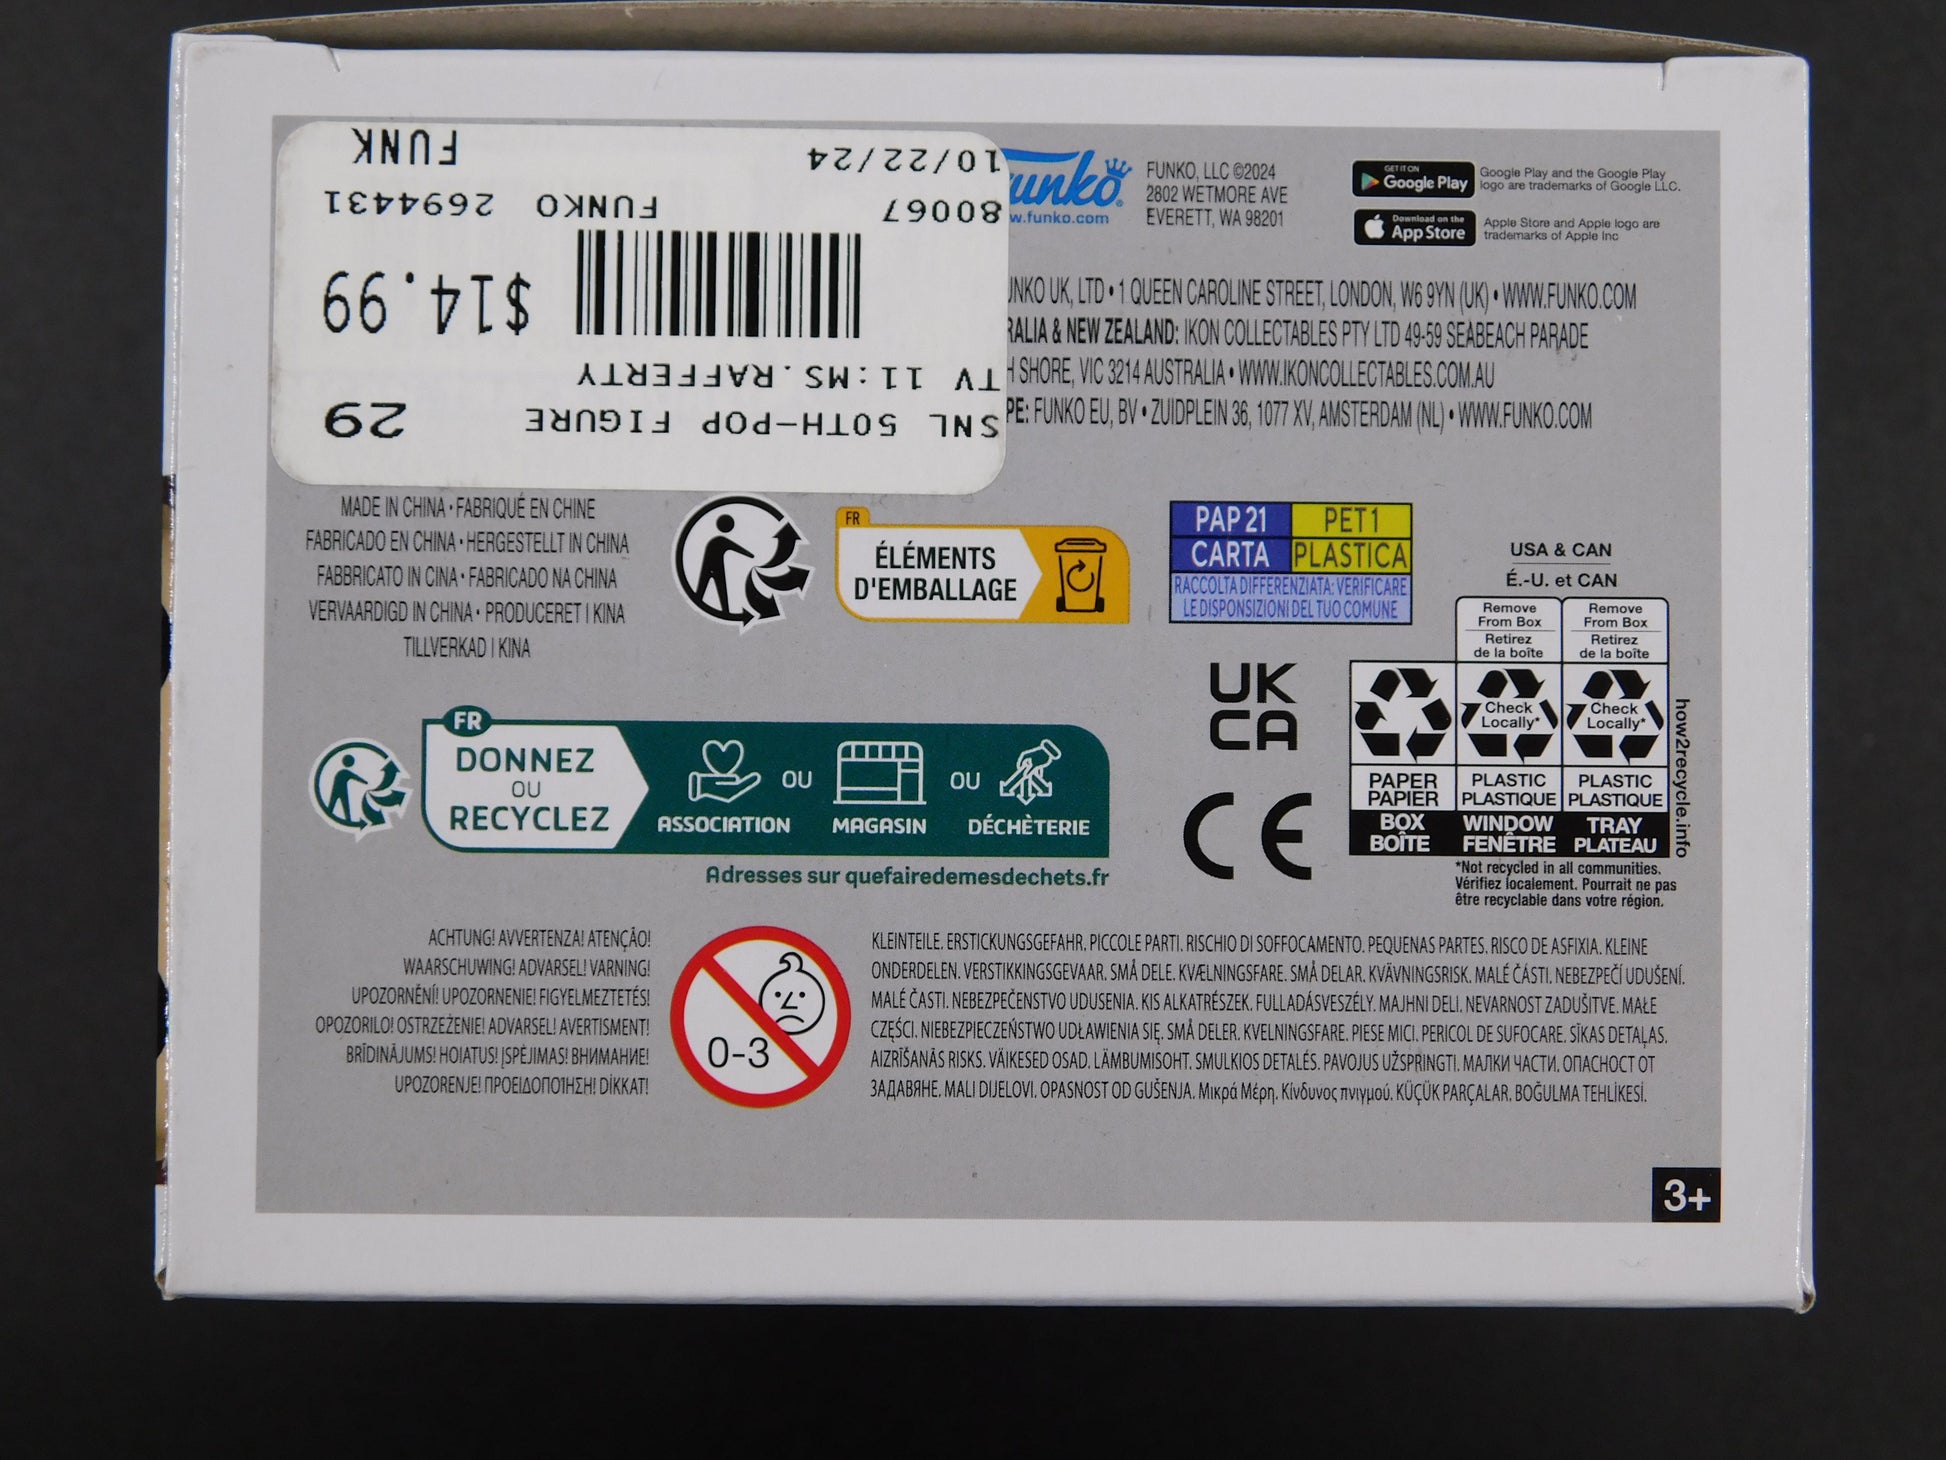 SNL 50TH-POP FIGURE 29
TV 11:MS.RAFFERTY
$14.99
80067 FUNKO 2694431
10/22/24 FUNK
unko
w.funko.com
FUNKO, LLC ©2024
2802 WETMORE AVE
EVERETT, WA 98201
GET IT ON
Google Play
Google Play and the Google Play
logo are trademarks of Google LLC.
Download on the
App Store
Apple Store and Apple logo are
trademarks of Apple Inc
UK, LTD • 1 QUEEN CAROLINE STREET, LONDON, W6 9YN (UK) • WWW.FUNKO.COM
& NEW ZEALAND: IKON COLLECTABLES PTY LTD 49-59 SEABEACH PARADE
SHORE, VIC 3214 AUSTRALIA • WWW.IKONCOLLECTABLES.COM.AU
PE: FUNKO EU, BV • ZUIDPLEIN 36, 1077 XV, AMSTERDAM (NL) • WWW.FUNKO.COM
MADE IN CHINA • FABRIQUÉ EN CHINE
FABRICADO EN CHINA • HERGESTELLT IN CHINA
FABBRICATO IN CINA • FABRICADO NA CHINA
VERVAARDIGD IN CHINA • PRODUCERET I KINA
TILLVERKAD I KINA
FR
ÉLÉMENTS
D'EMBALLAGE
PAP 21 PET1
CARTA PLASTICA
RACCOLTA DIFFERENZIATA: VERIFICARE
LE DISPONSIZIONI DEL TUO COMUNE
USA & CAN
É.-U. et CAN
Remove
From Box
Retirez
de la boîte
Remove
From Box
Retirez
de la boîte
Check
Locally*
Check
Locally*
PAPER
PAPIER
BOX
BOÎTE
PLASTIC
PLASTIQUE
WINDOW
FENÊTRE
PLASTIC
PLASTIQUE
TRAY
PLATEAU
how2recycle.info
*Not recycled in all communities.
Vérifiez localement. Pourrait ne pas
être recyclable dans votre région.
UK
CA
CE
FR
DONNEZ
OU
RECYCLEZ
ASSOCIATION
OU
MAGASIN
OU
DÉCHÈTERIE
Adresses sur quefairedemesdechets.fr
ACHTUNG! AVVERTENZA! ATENÇÃO!
WAARSCHUWING! ADVARSEL! VARNING!
UPOZORNĚNÍ! UPOZORNENIE! FIGYELMEZTETÉS!
OPOZORILO! OSTRZEŻENIE! ADVARSEL! AVERTISMENT!
BRĪDINĀJUMS! HOIATUS! ĮSPĖJIMAS! ВНИМАНИЕ!
UPOZORENJE! ΠΡΟΕΙΔΟΠΟΊΗΣΗ! DİKKAT!
0-3
KLEINTEILE. ERSTICKUNGSGEFAHR. PICCOLE PARTI. RISCHIO DI SOFFOCAMENTO. PEQUENAS PARTES. RISCO DE ASFIXIA. KLEINE
ONDERDELEN. VERSTIKKINGSGEVAAR. SMÅ DELE. KVÆLNINGSFARE. SMÅ DELAR. KVÄVNINGSRISK. MALÉ ČÁSTI. NEBEZPEČÍ UDUŠENÍ.
MALÉ ČASTI. NEBEZPEČENSTVO UDUSENIA. KIS ALKATRÉSZEK. FULLADÁSVESZÉLY. MAJHNI DELI. NEVARNOST ZADUŠITVE. MAŁE
CZĘŚCI. NIEBEZPIECZEŃSTWO UDŁAWIENIA SIĘ. SMÅ DELER. KVELNINGSFARE. PIESE MICI. PERICOL DE SUFOCARE. SĪKAS DETAĻAS.
AIZRĪŠANĀS RISKS. VÄIKESED OSAD. LÄMBUMISOHT. SMULKIOS DETALĖS. PAVOJUS UŽSPRINGTI. МАЛКИ ЧАСТИ. ОПАСНОСТ ОТ
ЗАДАВЯНЕ. MALI DIJELOVI. OPASNOST OD GUŠENJA. Μικρά Μέρη. Κίνδυνος πνιγμού. KÜÇÜK PARÇALAR. BOĞULMA TEHLİKESİ.
3+